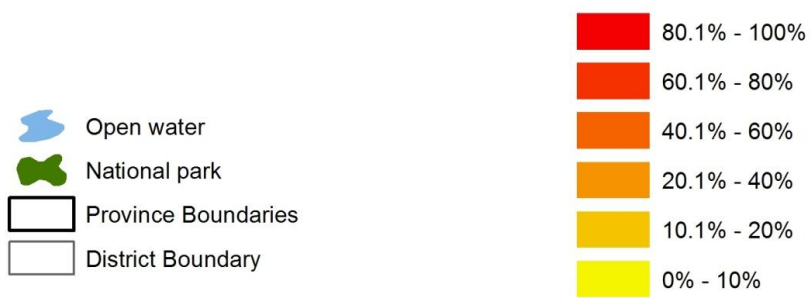 Open water
National park
Province Boundaries
District Boundary
80.1% - 100%
60.1% - 80%
40.1% - 60%
20.1% - 40%
10.1% - 20%
0% - 10%